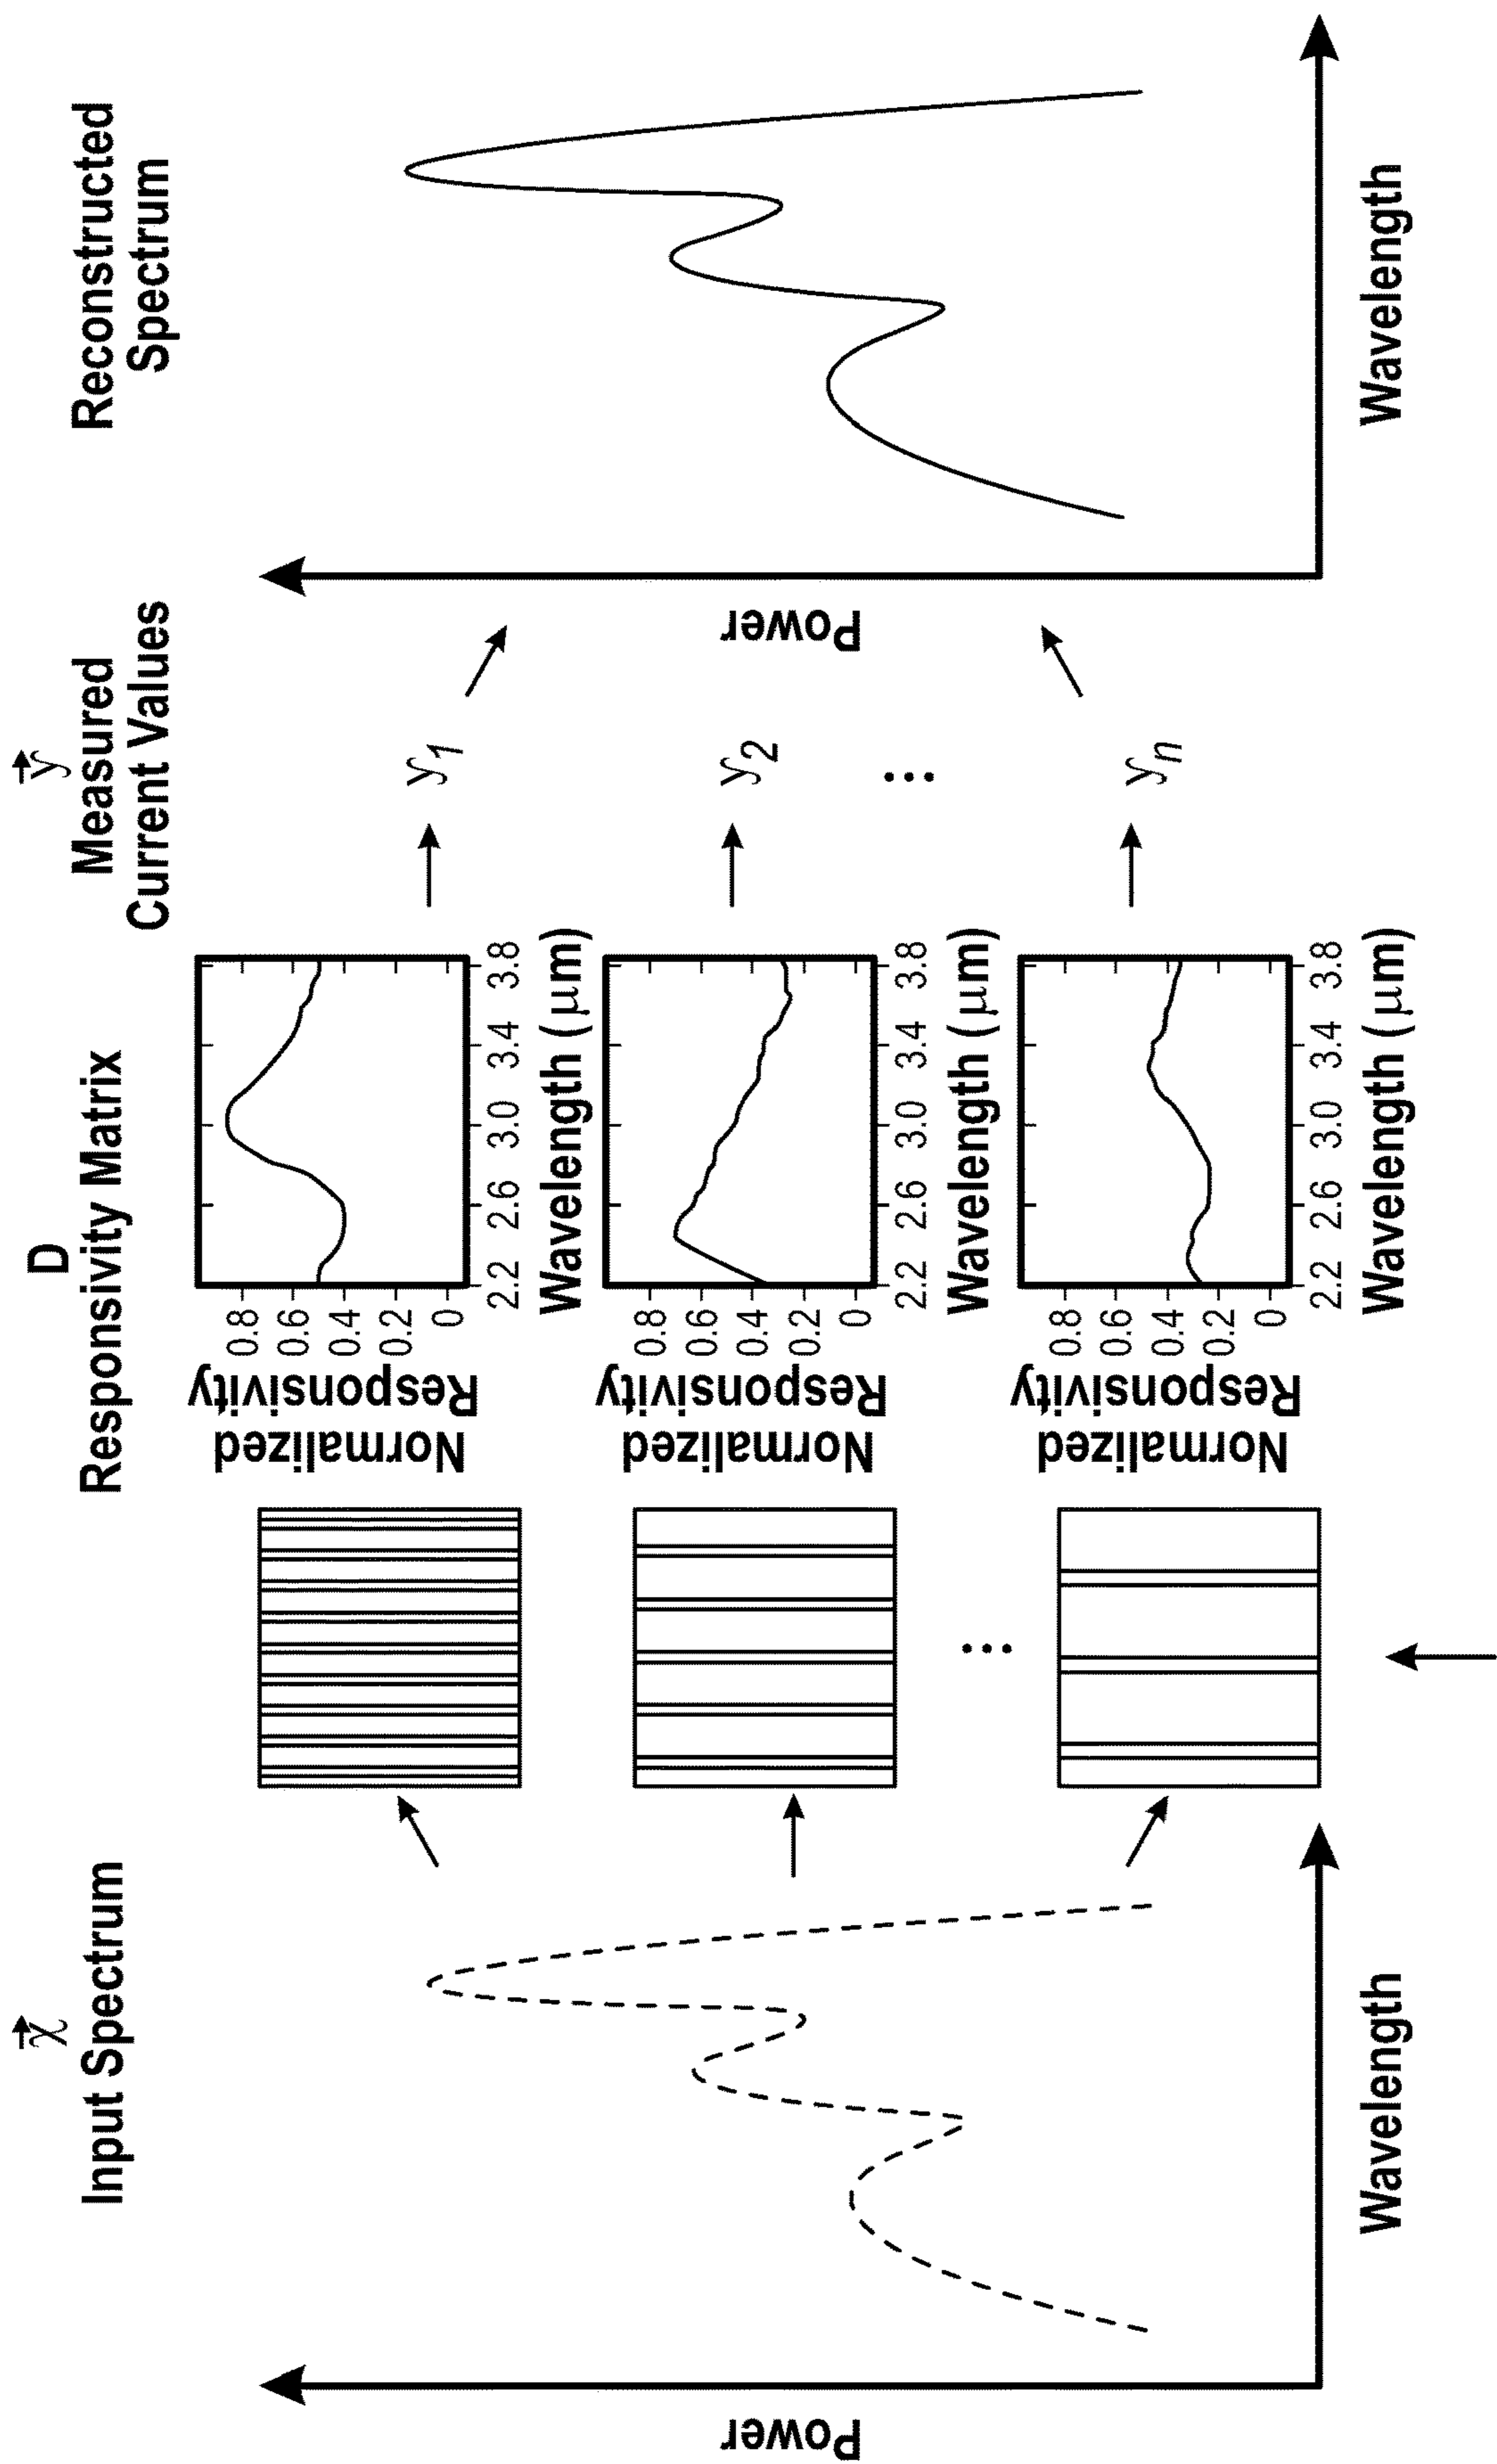 x⃗
Input Spectrum
Power
Wavelength
D
Responsivity Matrix
Normalized
Responsivity
0.8
0.6
0.4
0.2
0
2.2 2.6 3.0 3.4 3.8
Wavelength (μm)
Normalized
Responsivity
0.8
0.6
0.4
0.2
0
2.2 2.6 3.0 3.4 3.8
Wavelength (μm)
...
Normalized
Responsivity
0.8
0.6
0.4
0.2
0
2.2 2.6 3.0 3.4 3.8
Wavelength (μm)
y⃗
Measured
Current Values
y1
y2
...
yn
Reconstructed
Spectrum
Power
Wavelength